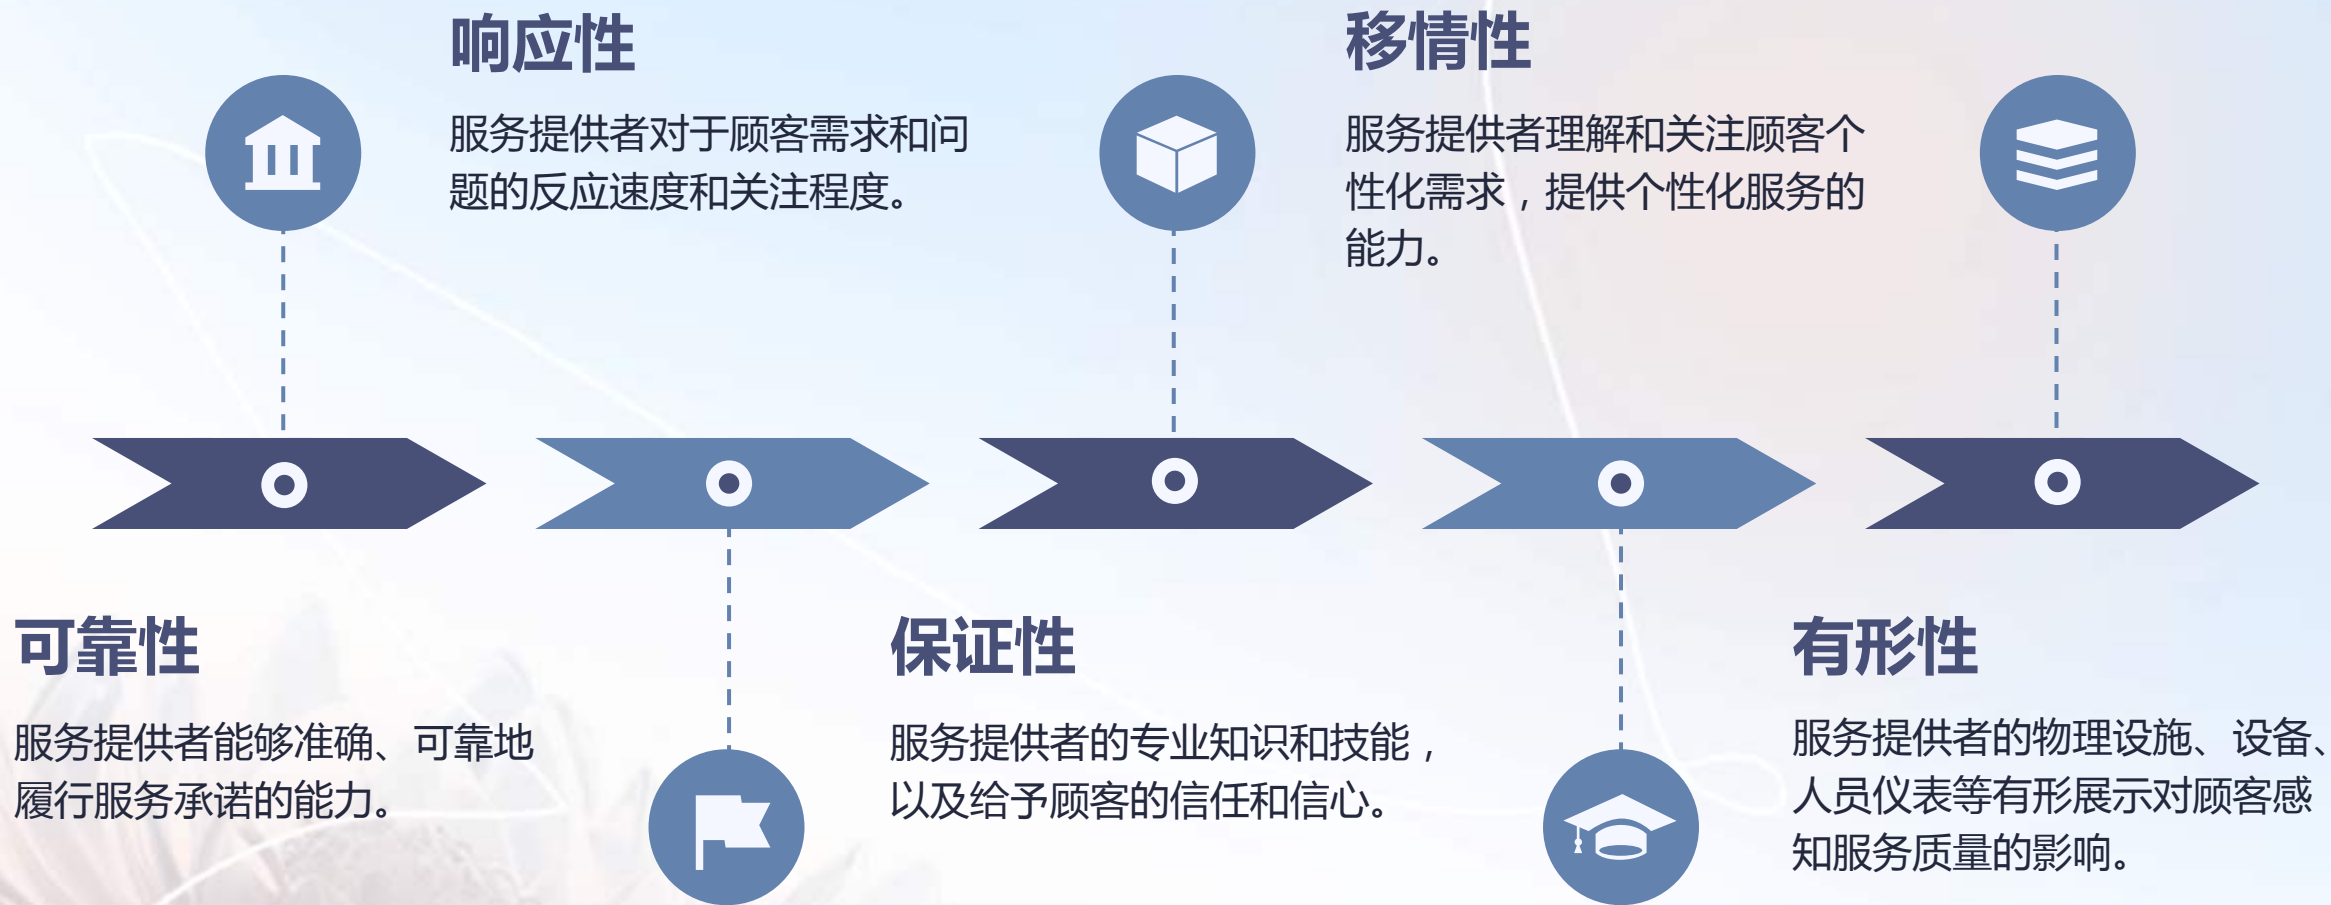 响应性
服务提供者对于顾客需求和问
题的反应速度和关注程度。
移情性
服务提供者理解和关注顾客个
性化需求，提供个性化服务的
能力。
可靠性
服务提供者能够准确、可靠地
履行服务承诺的能力。
保证性
服务提供者的专业知识和技能，
以及给予顾客的信任和信心。
有形性
服务提供者的物理设施、设备、
人员仪表等有形展示对顾客感
知服务质量的影响。